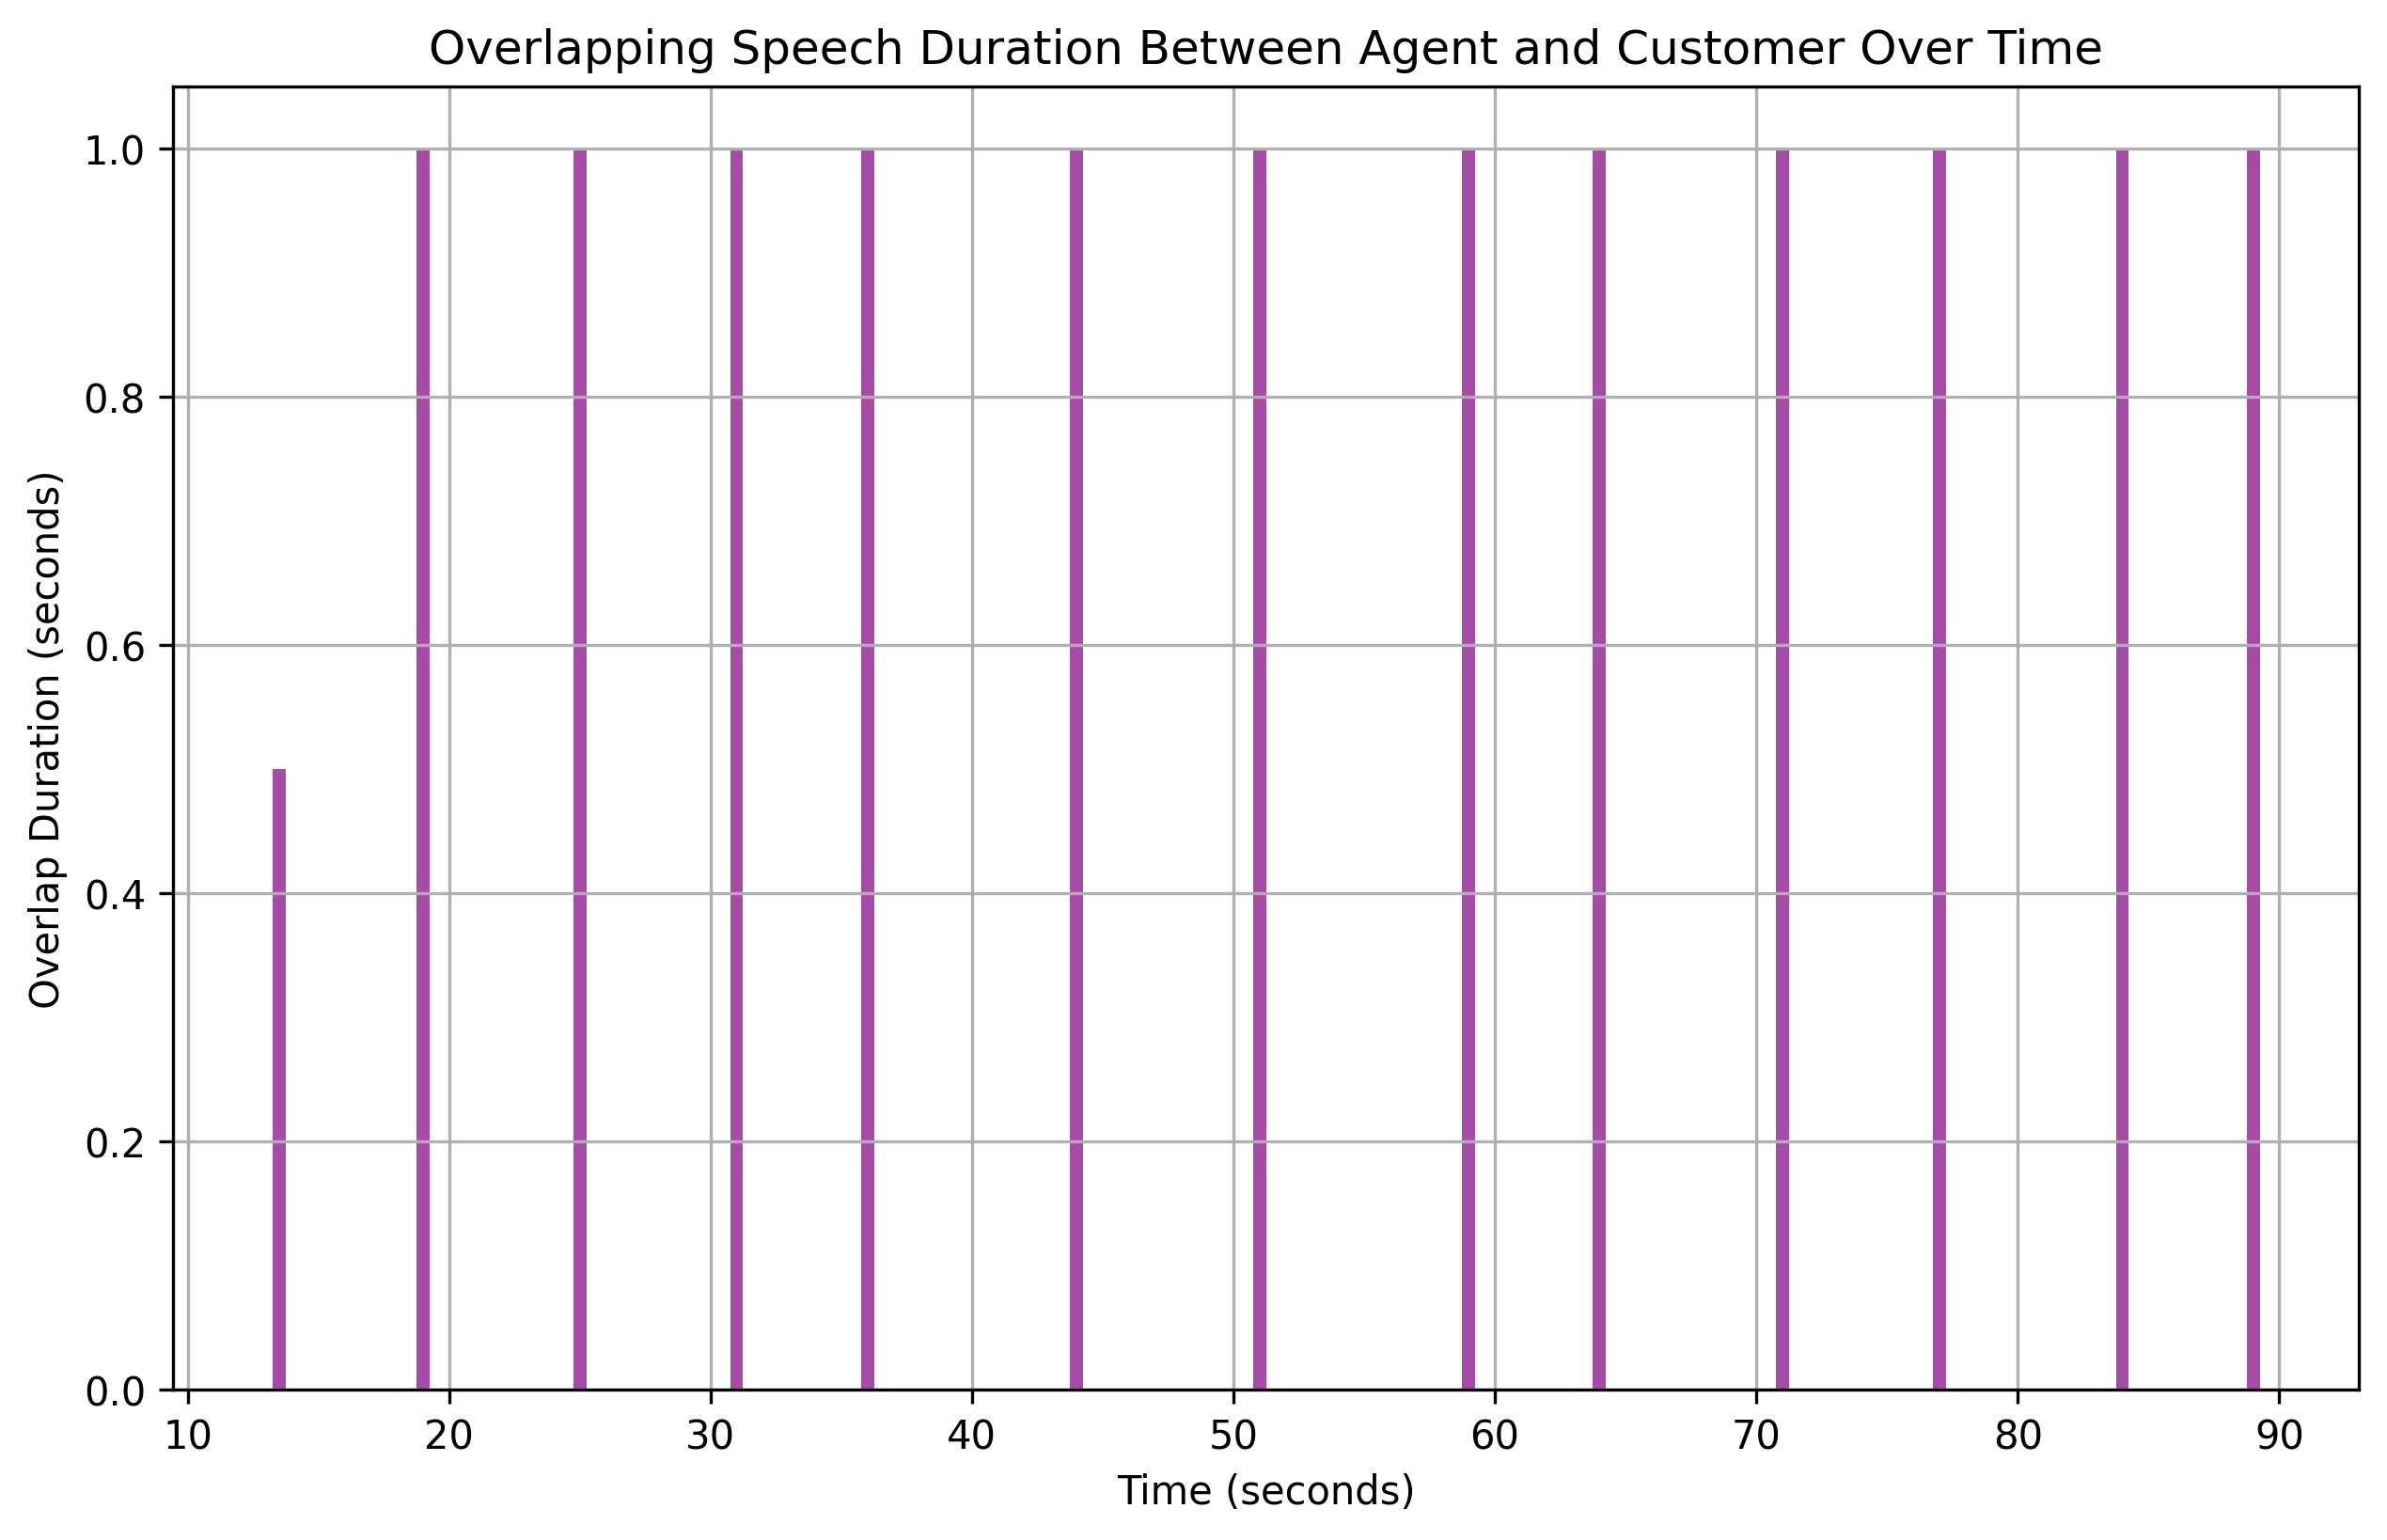 Overlapping Speech Duration Between Agent and Customer Over Time
Overlap Duration (seconds)
1.0
0.8
0.6
0.4
0.2
0.0
10 20 30 40 50 60 70 80 90
Time (seconds)